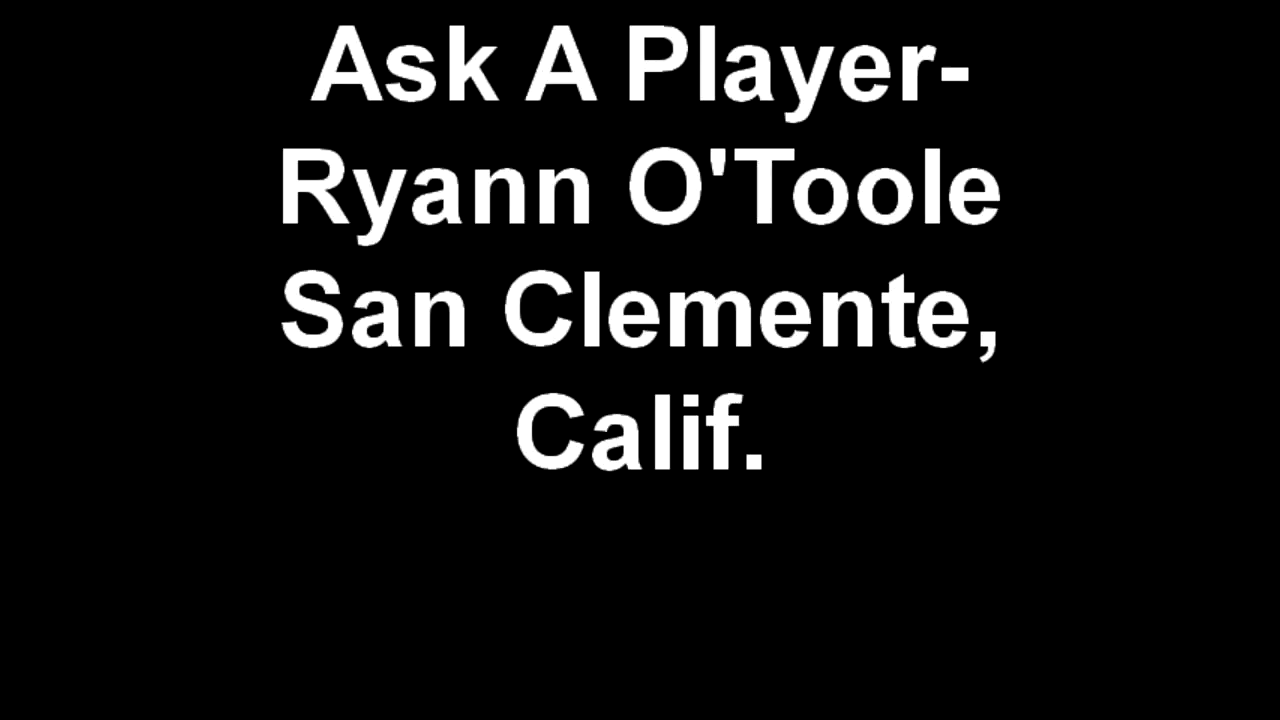 Ask A Player-
Ryann O'Toole
San Clemente,
Calif.